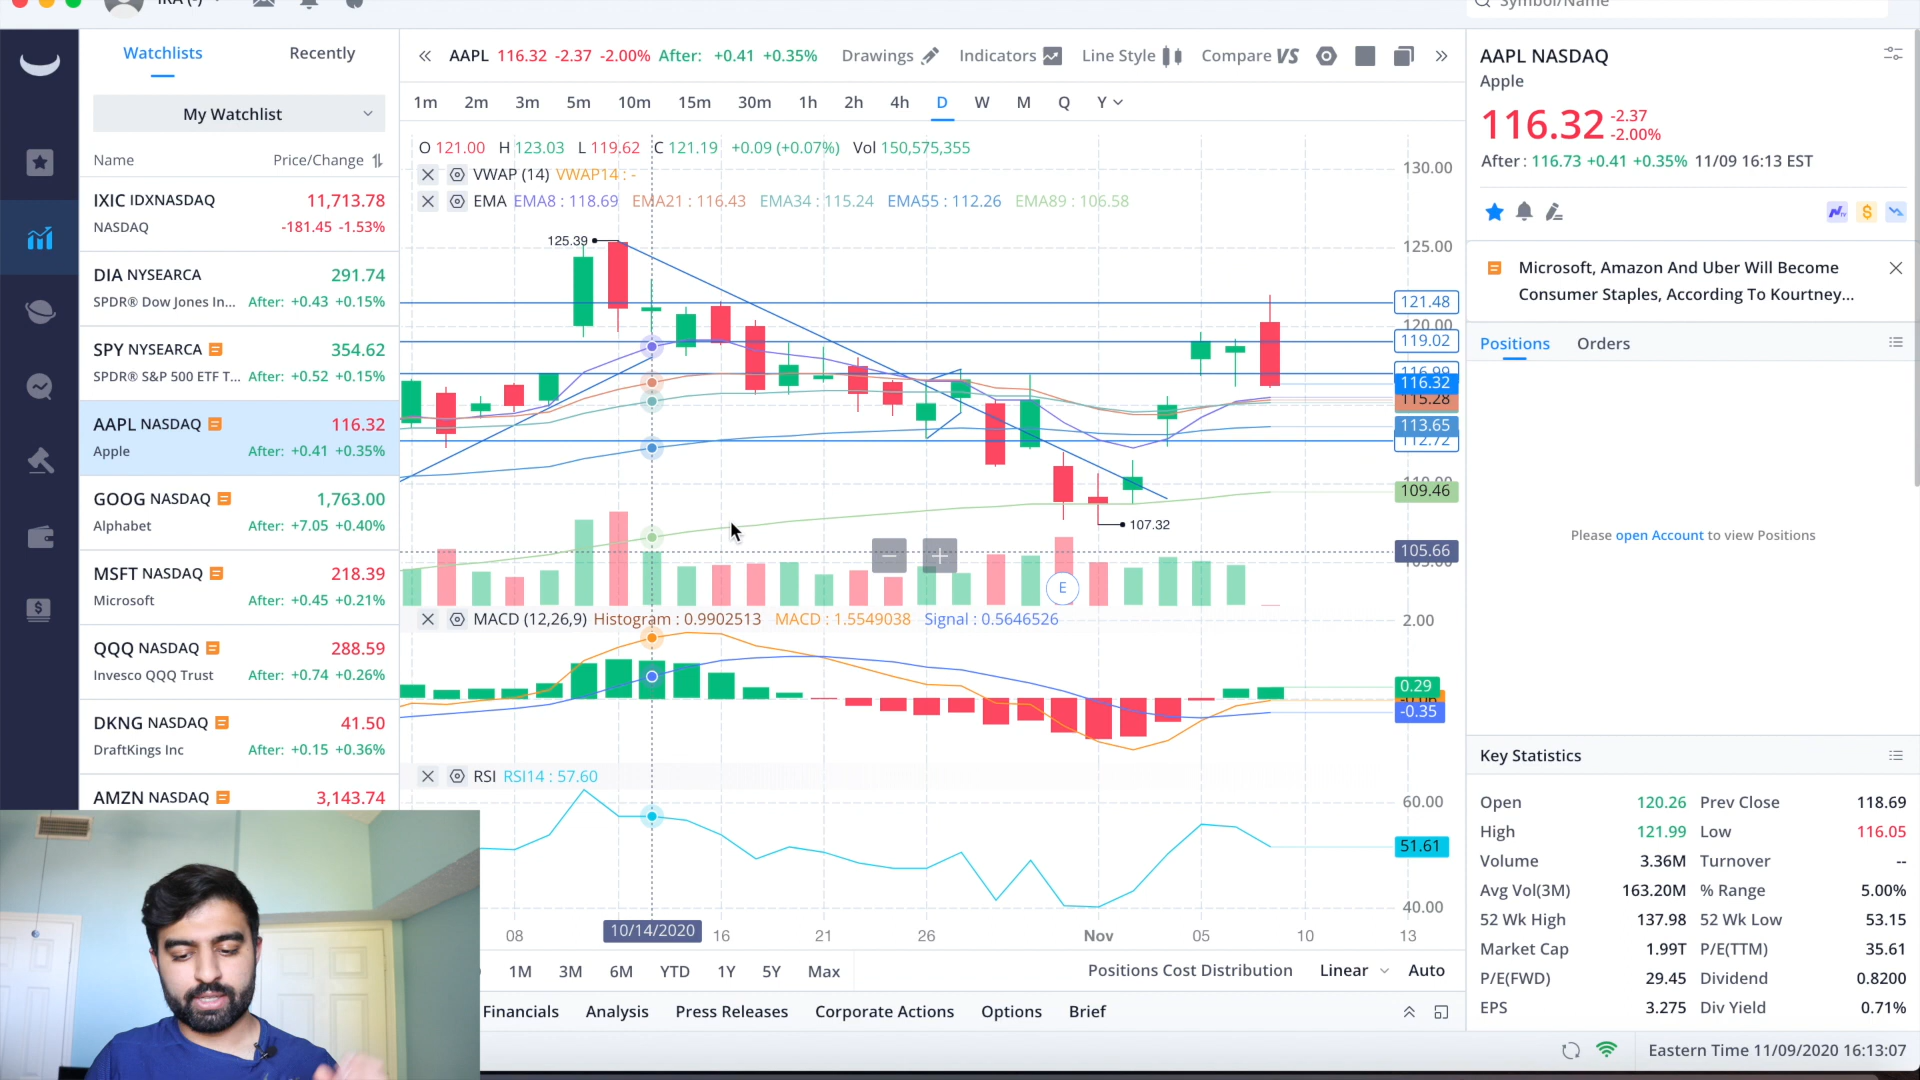 Watchlists Recently
My Watchlist
Name Price/Change
IXIC IDXNASDAQ 11,713.78
NASDAQ -181.45 -1.53%
DIA NYSEARCA 291.74
SPDR® Dow Jones In... After: +0.43 +0.15%
SPY NYSEARCA 354.62
SPDR® S&P 500 ETF T... After: +0.52 +0.15%
AAPL NASDAQ 116.32
Apple After: +0.41 +0.35%
GOOG NASDAQ 1,763.00
Alphabet After: +7.05 +0.40%
MSFT NASDAQ 218.39
Microsoft After: +0.45 +0.21%
QQQ NASDAQ 288.59
Invesco QQQ Trust After: +0.74 +0.26%
DKNG NASDAQ 41.50
DraftKings Inc After: +0.15 +0.36%
AMZN NASDAQ 3,143.74
AAPL 116.32 -2.37 -2.00% After: +0.41 +0.35% Drawings Indicators Line Style Compare VS
1m 2m 3m 5m 10m 15m 30m 1h 2h 4h D W M Q Y
O 121.00 H 123.03 L 119.62 C 121.19 +0.09 (+0.07%) Vol 150,575,355
VWAP (14) VWAP14 : -
EMA EMA8 : 118.69 EMA21 : 116.43 EMA34 : 115.24 EMA55 : 112.26 EMA89 : 106.58
125.39
107.32
E
130.00
125.00
121.48
120.00
119.02
116.99
116.32
115.28
113.65
112.72
109.46
105.66
MACD (12,26,9) Histogram : 0.9902513 MACD : 1.5549038 Signal : 0.5646526
2.00
0.29
-0.35
RSI RSI14 : 57.60
60.00
51.61
40.00
08 10/14/2020 16 21 26 Nov 05 10 13
1M 3M 6M YTD 1Y 5Y Max Positions Cost Distribution Linear Auto
Financials Analysis Press Releases Corporate Actions Options Brief
Symbol/Name
AAPL NASDAQ
Apple
116.32 -2.37
-2.00%
After : 116.73 +0.41 +0.35% 11/09 16:13 EST
Microsoft, Amazon And Uber Will Become
Consumer Staples, According To Kourtney...
Positions Orders
Please open Account to view Positions
Key Statistics
Open 120.26 Prev Close 118.69
High 121.99 Low 116.05
Volume 3.36M Turnover --
Avg Vol(3M) 163.20M % Range 5.00%
52 Wk High 137.98 52 Wk Low 53.15
Market Cap 1.99T P/E(TTM) 35.61
P/E(FWD) 29.45 Dividend 0.8200
EPS 3.275 Div Yield 0.71%
Eastern Time 11/09/2020 16:13:07